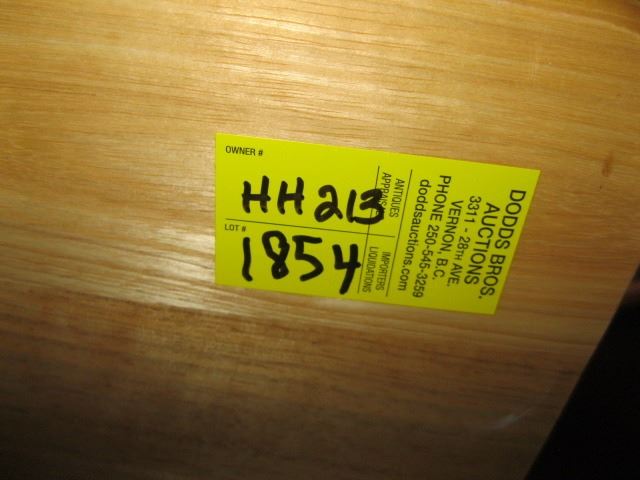 OWNER #
HH213
LOT #
1854
DODDS BROS.
AUCTIONS
3311 - 28TH AVE.
VERNON, B.C.
PHONE 250-545-3259
doddsauctions.com
ANTIQUES
IMPORTERS
LIQUIDATIONS